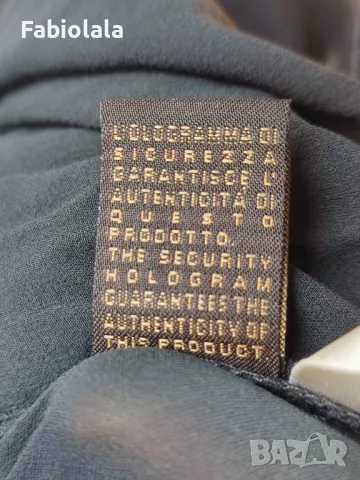 Fabiolala
L'OLOGRAMMA DI
SICUREZZA
GARANTISCE L'
AUTENTICITÀ DI
QUESTO
PRODOTTO.
THE SECURITY
HOLOGRAM
GUARANTEES THE
AUTHENTICITY OF
THIS PRODUCT
BAZAR